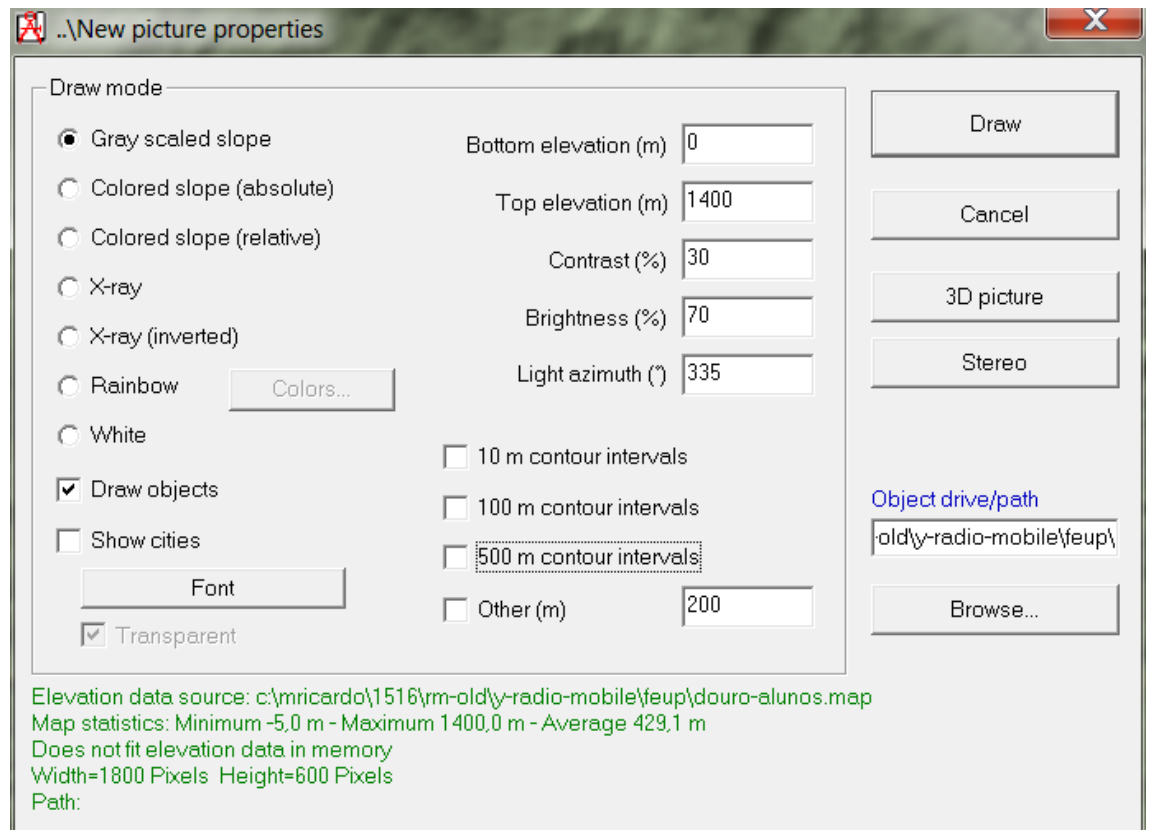 ..\New picture properties
Draw mode
Gray scaled slope
Colored slope (absolute)
Colored slope (relative)
X-ray
X-ray (inverted)
Rainbow
Colors...
White
Draw objects
Show cities
Font
Transparent
Bottom elevation (m) 0
Top elevation (m) 1400
Contrast (%) 30
Brightness (%) 70
Light azimuth (°) 335
10 m contour intervals
100 m contour intervals
500 m contour intervals
Other (m) 200
Draw
Cancel
3D picture
Stereo
Object drive/path
-old\y-radio-mobile\feup\
Browse...
Elevation data source: c:\mricardo\1516\rm-old\y-radio-mobile\feup\douro-alunos.map
Map statistics: Minimum -5,0 m - Maximum 1400,0 m - Average 429,1 m
Does not fit elevation data in memory
Width=1800 Pixels Height=600 Pixels
Path: